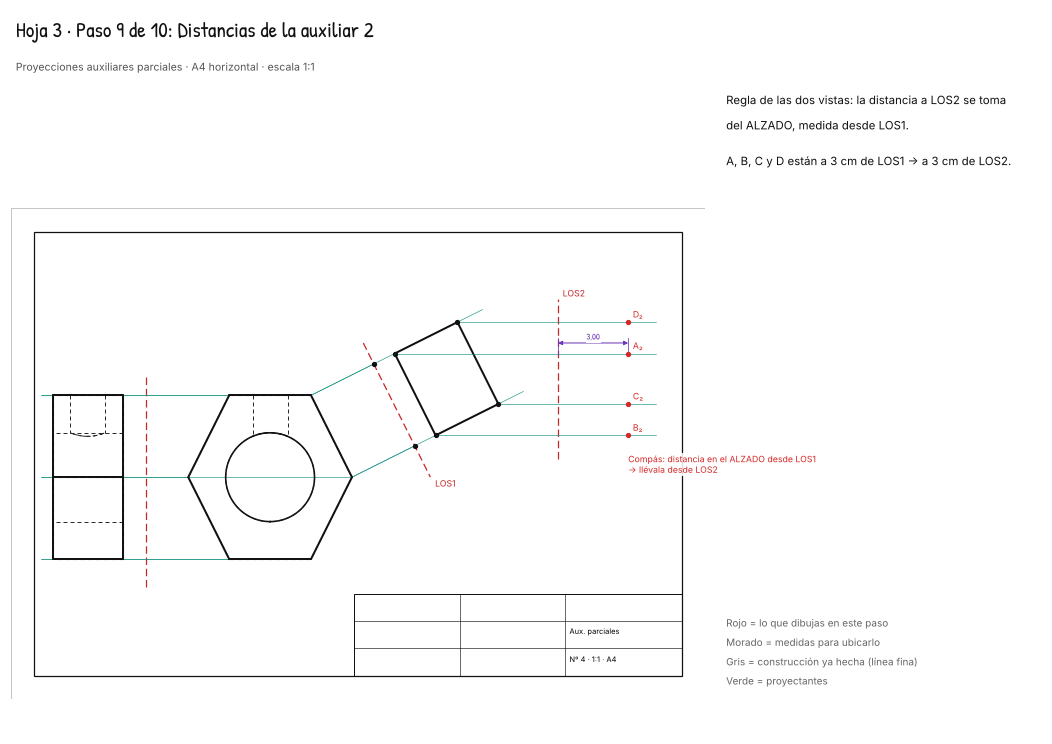 Hoja 3 · Paso 9 de 10: Distancias de la auxiliar 2
Proyecciones auxiliares parciales · A4 horizontal · escala 1:1
Regla de las dos vistas: la distancia a LOS2 se toma
del ALZADO, medida desde LOS1.
A, B, C y D están a 3 cm de LOS1 → a 3 cm de LOS2.
LOS2
D₂
3,00
A₂
C₂
B₂
Compás: distancia en el ALZADO desde LOS1
→ llévala desde LOS2
LOS1
Aux. parciales
Nº 4 · 1:1 · A4
Rojo = lo que dibujas en este paso
Morado = medidas para ubicarlo
Gris = construcción ya hecha (línea fina)
Verde = proyectantes